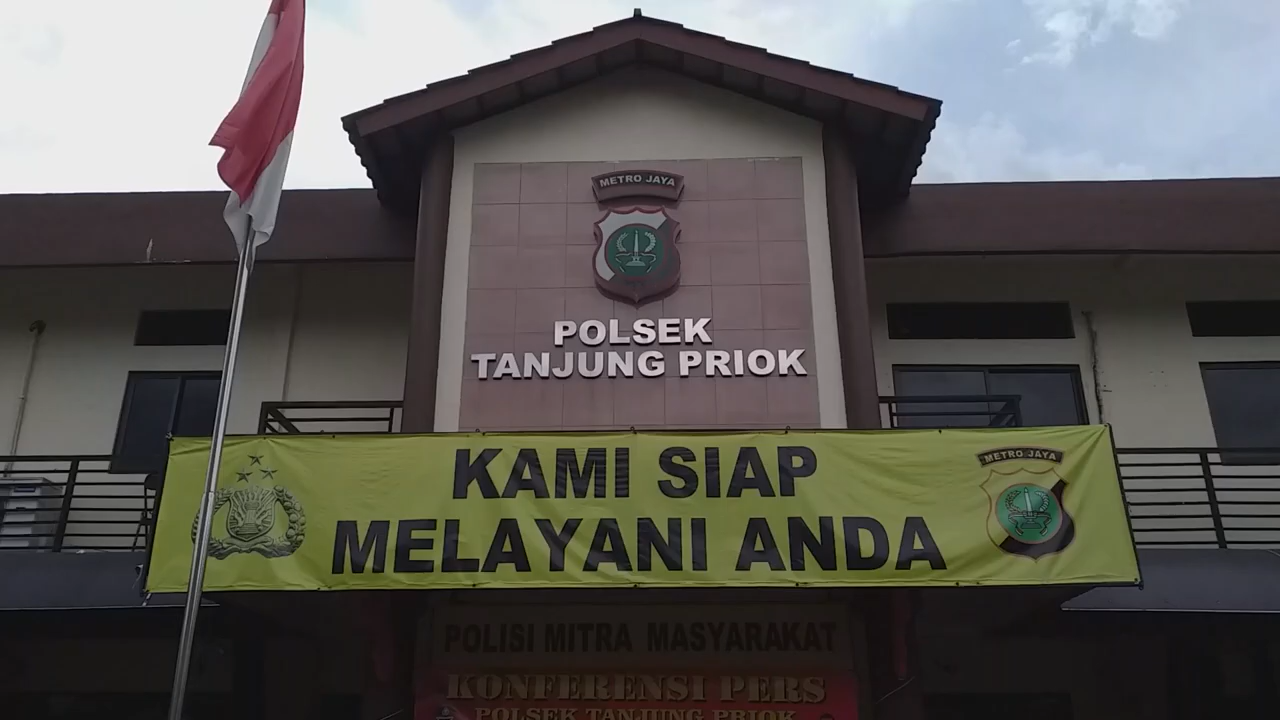 METRO JAYA
POLSEK
TANJUNG PRIOK
KAMI SIAP
MELAYANI ANDA
METRO JAYA
POLISI MITRA MASYARAKAT
KONFERENSI PERS
POLSEK TANJUNG PRIOK